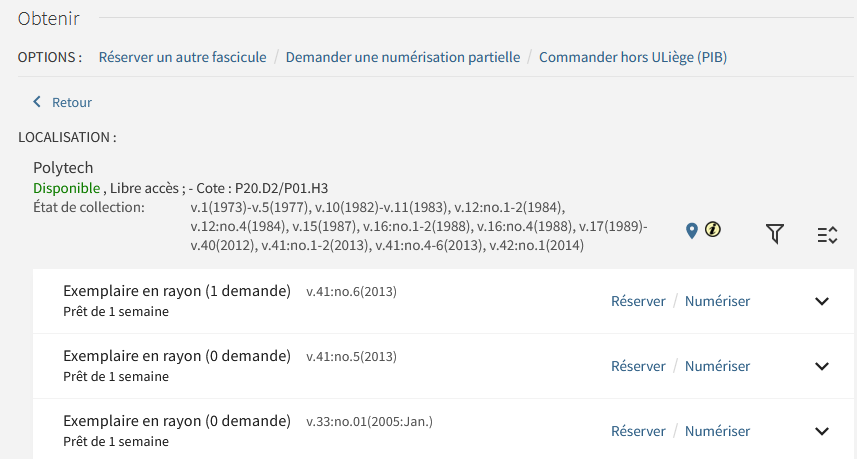 Obtenir
OPTIONS : Réserver un autre fascicule / Demander une numérisation partielle / Commander hors ULiège (PIB)
Retour
LOCALISATION :
Polytech
Disponible , Libre accès ; - Cote : P20.D2/P01.H3
État de collection: v.1(1973)-v.5(1977), v.10(1982)-v.11(1983), v.12:no.1-2(1984),
v.12:no.4(1984), v.15(1987), v.16:no.1-2(1988), v.16:no.4(1988), v.17(1989)-
v.40(2012), v.41:no.1-2(2013), v.41:no.4-6(2013), v.42:no.1(2014)
Exemplaire en rayon (1 demande) v.41:no.6(2013)
Prêt de 1 semaine
Réserver / Numériser
Exemplaire en rayon (0 demande) v.41:no.5(2013)
Prêt de 1 semaine
Réserver / Numériser
Exemplaire en rayon (0 demande) v.33:no.01(2005:Jan.)
Prêt de 1 semaine
Réserver / Numériser